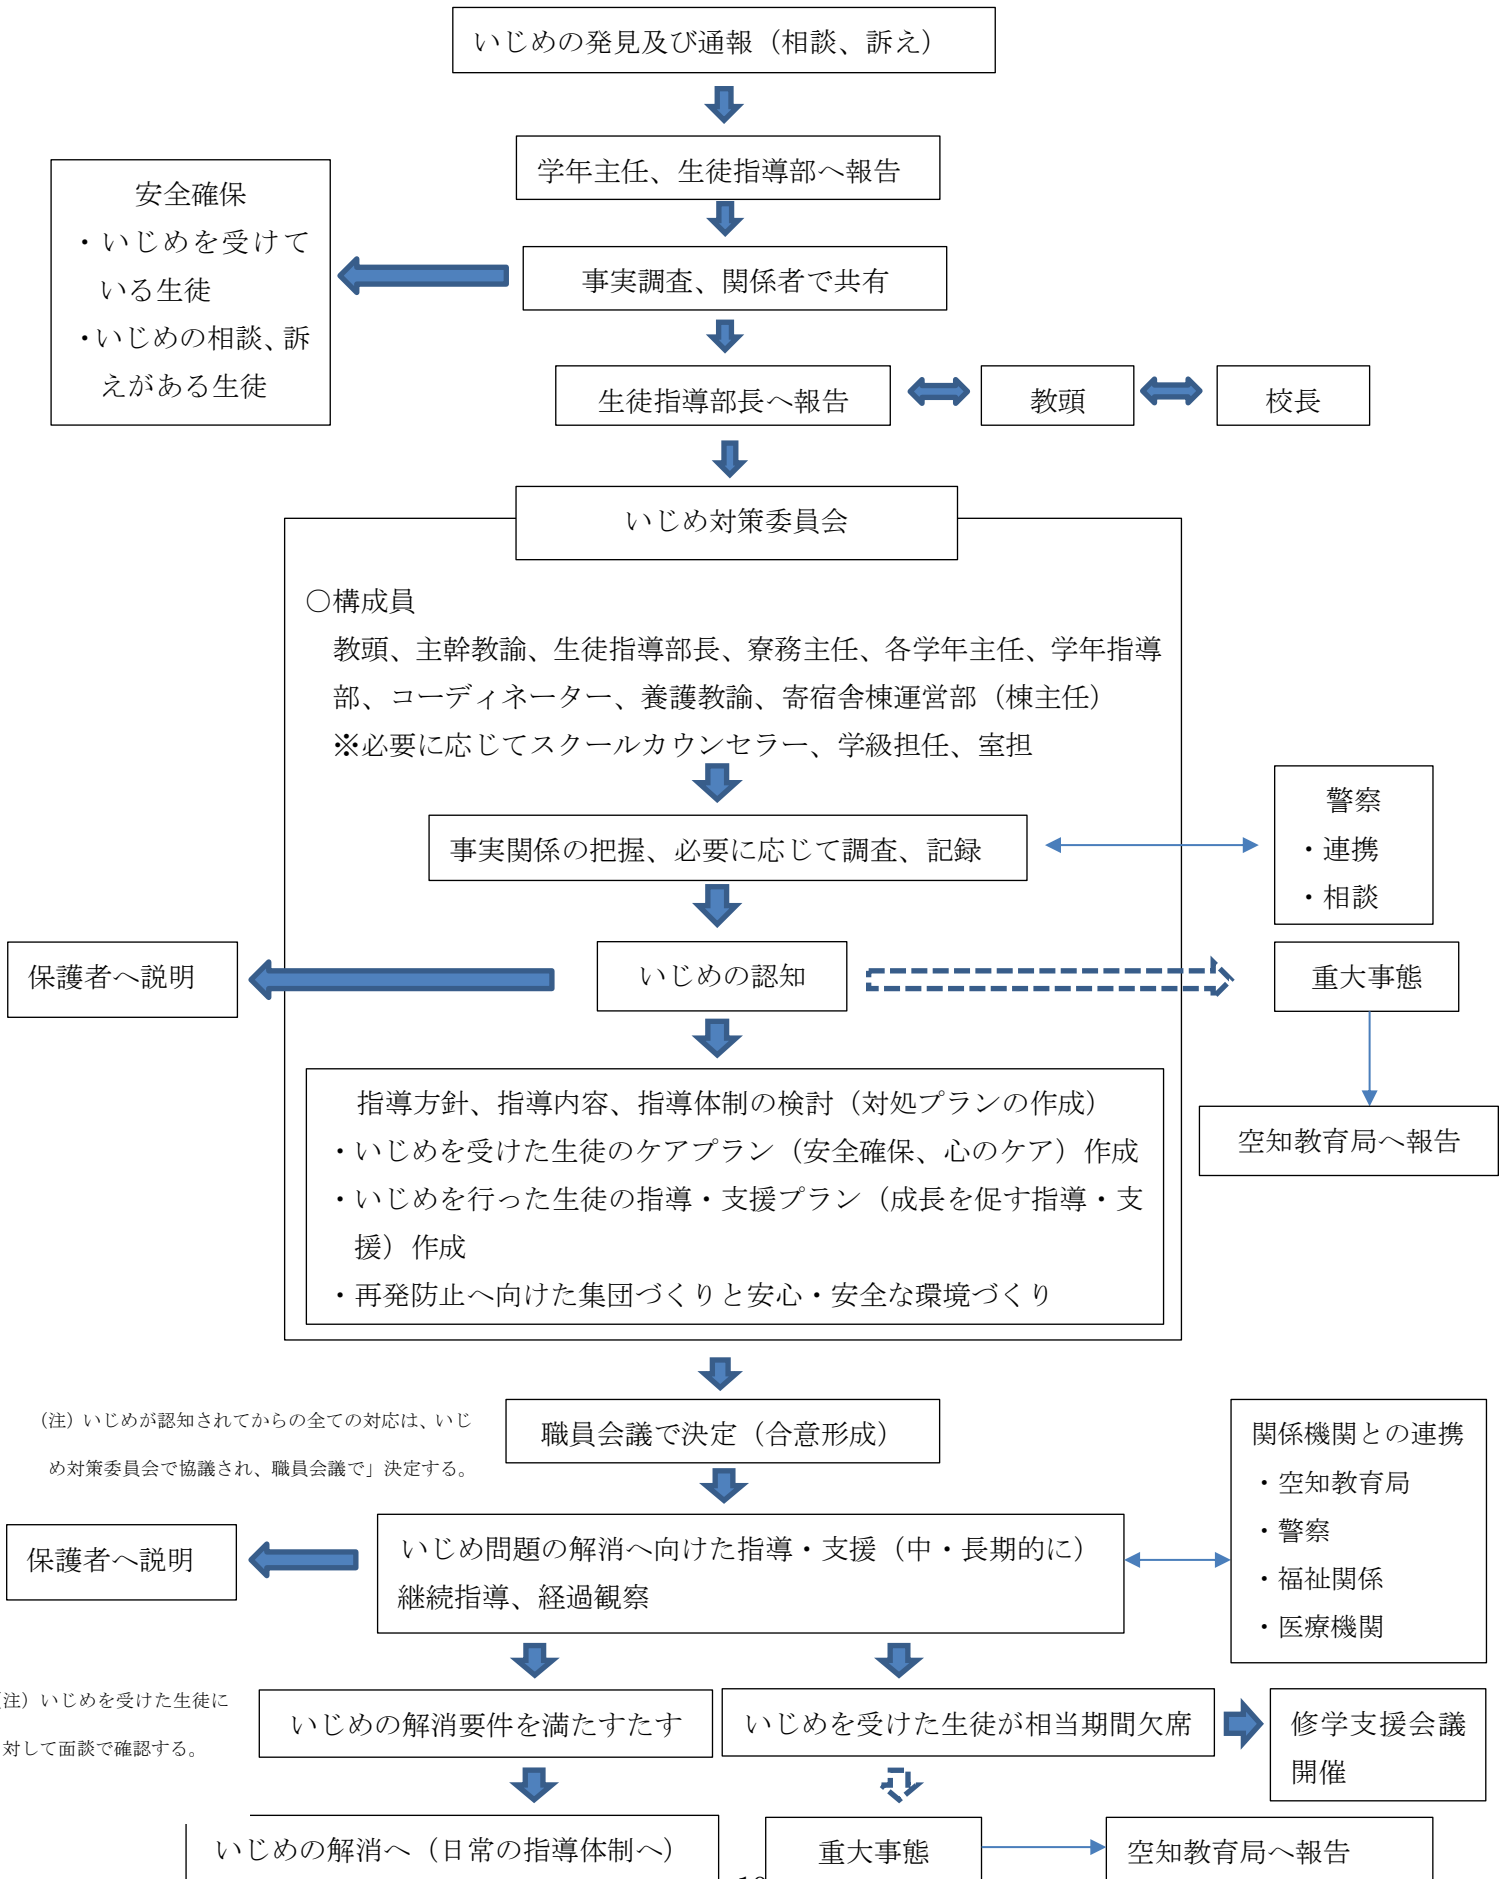 いじめの発見及び通報（相談、訴え）
学年主任、生徒指導部へ報告
安全確保
・いじめを受けて
いる生徒
・いじめの相談、訴
えがある生徒
事実調査、関係者で共有
生徒指導部長へ報告
教頭
校長
いじめ対策委員会
○構成員
教頭、主幹教諭、生徒指導部長、寮務主任、各学年主任、学年指導
部、コーディネーター、養護教諭、寄宿舎棟運営部（棟主任）
※必要に応じてスクールカウンセラー、学級担任、室担
事実関係の把握、必要に応じて調査、記録
警察
・連携
・相談
保護者へ説明
いじめの認知
重大事態
空知教育局へ報告
指導方針、指導内容、指導体制の検討（対処プランの作成）
・いじめを受けた生徒のケアプラン（安全確保、心のケア）作成
・いじめを行った生徒の指導・支援プラン（成長を促す指導・支
援）作成
・再発防止へ向けた集団づくりと安心・安全な環境づくり
（注）いじめが認知されてからの全ての対応は、いじ
め対策委員会で協議され、職員会議で」決定する。
職員会議で決定（合意形成）
関係機関との連携
・空知教育局
・警察
・福祉関係
・医療機関
保護者へ説明
いじめ問題の解消へ向けた指導・支援（中・長期的に）
継続指導、経過観察
注）いじめを受けた生徒に
対して面談で確認する。
いじめの解消要件を満たすたす
いじめを受けた生徒が相当期間欠席
修学支援会議
開催
いじめの解消へ（日常の指導体制へ）
重大事態
空知教育局へ報告